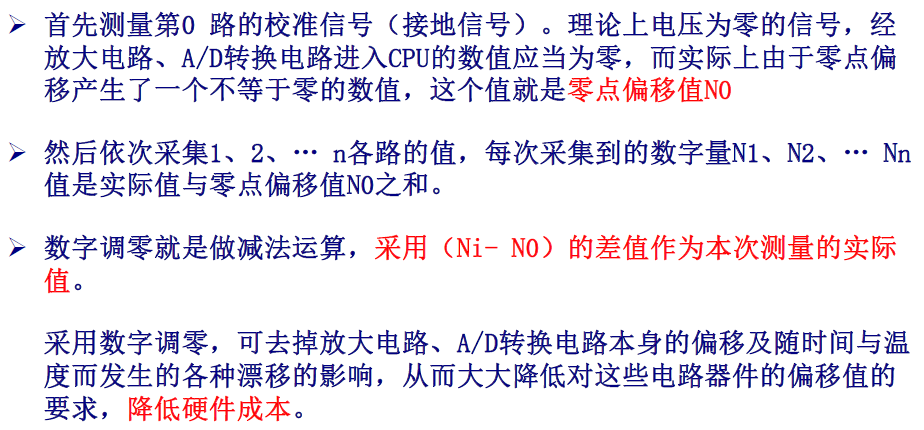 ➢ 首先测量第0 路的校准信号（接地信号）。理论上电压为零的信号，经
放大电路、A/D转换电路进入CPU的数值应当为零，而实际上由于零点偏
移产生了一个不等于零的数值，这个值就是零点偏移值N0
➢ 然后依次采集1、2、… n各路的值，每次采集到的数字量N1、N2、… Nn
值是实际值与零点偏移值N0之和。
➢ 数字调零就是做减法运算，采用（Ni- N0）的差值作为本次测量的实际
值。
采用数字调零，可去掉放大电路、A/D转换电路本身的偏移及随时间与温
度而发生的各种漂移的影响，从而大大降低对这些电路器件的偏移值的
要求，降低硬件成本。